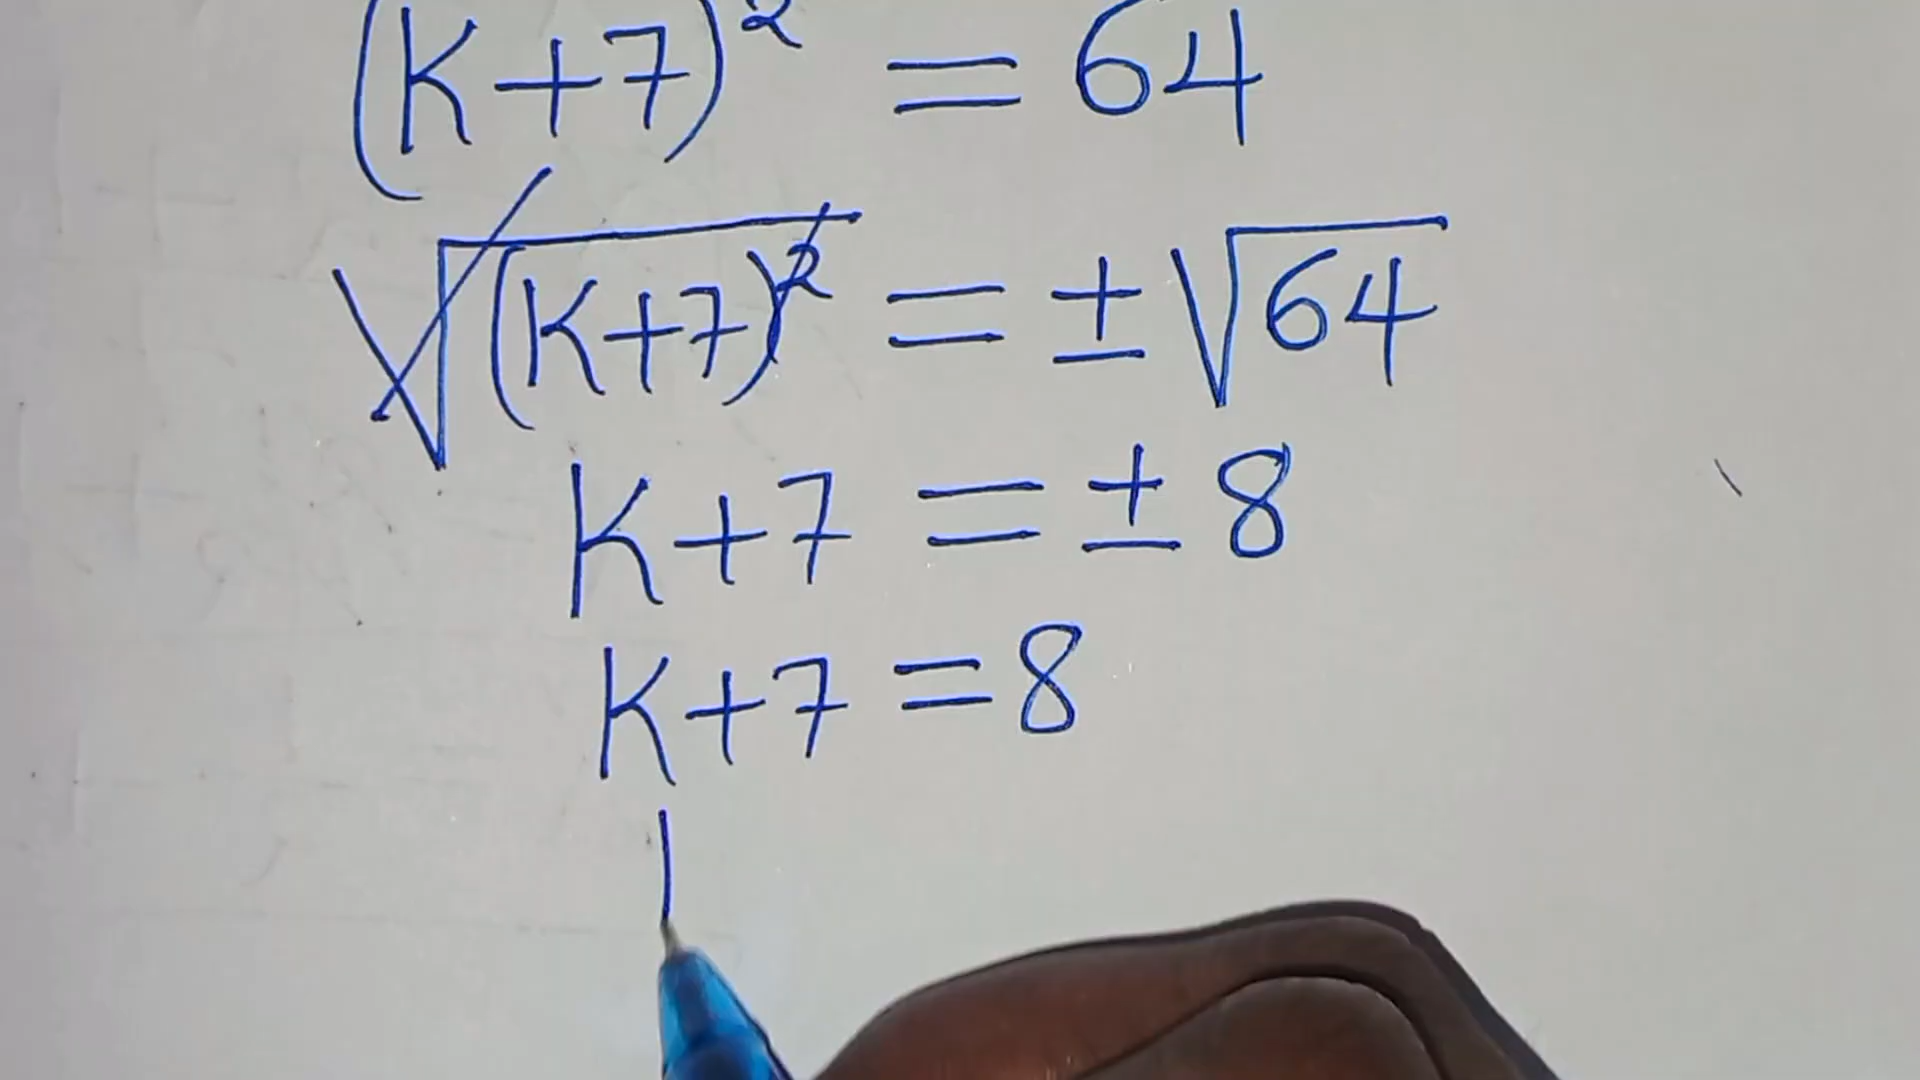 (K+7)² = 64
√(K+7)² = ±√64
K+7 = ±8
K+7 = 8